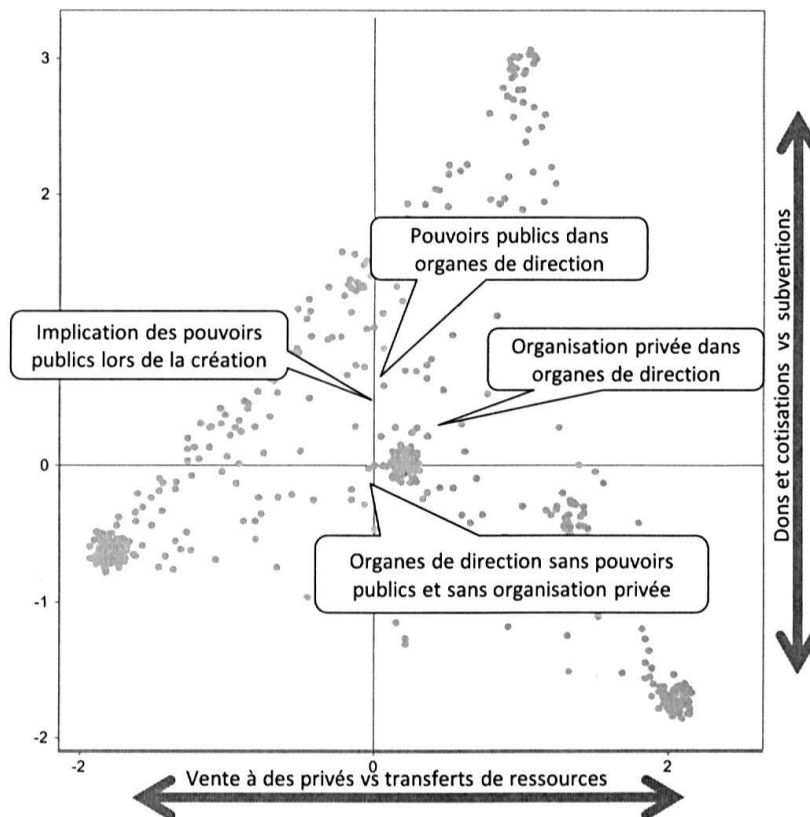 3
2
1
0
-1
-2
-2
0
2
Pouvoirs publics dans
organes de direction
Implication des pouvoirs
publics lors de la création
Organisation privée dans
organes de direction
Organes de direction sans pouvoirs
publics et sans organisation privée
Dons et cotisations vs subventions
Vente à des privés vs transferts de ressources